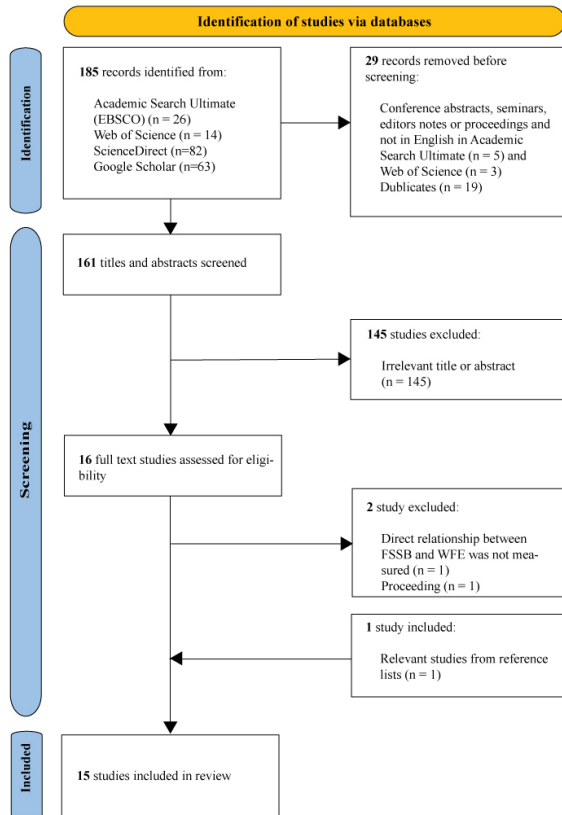 Identification of studies via databases
Identification
185 records identified from:
Academic Search Ultimate
(EBSCO) (n = 26)
Web of Science (n = 14)
ScienceDirect (n=82)
Google Scholar (n=63)
29 records removed before
screening:
Conference abstracts, seminars,
editors notes or proceedings and
not in English in Academic
Search Ultimate (n = 5) and
Web of Science (n = 3)
Dublicates (n = 19)
Screening
161 titles and abstracts screened
145 studies excluded:
Irrelevant title or abstract
(n = 145)
16 full text studies assessed for eligi-
bility
2 study excluded:
Direct relationship between
FSSB and WFE was not mea-
sured (n = 1)
Proceeding (n = 1)
1 study included:
Relevant studies from reference
lists (n = 1)
Included
15 studies included in review